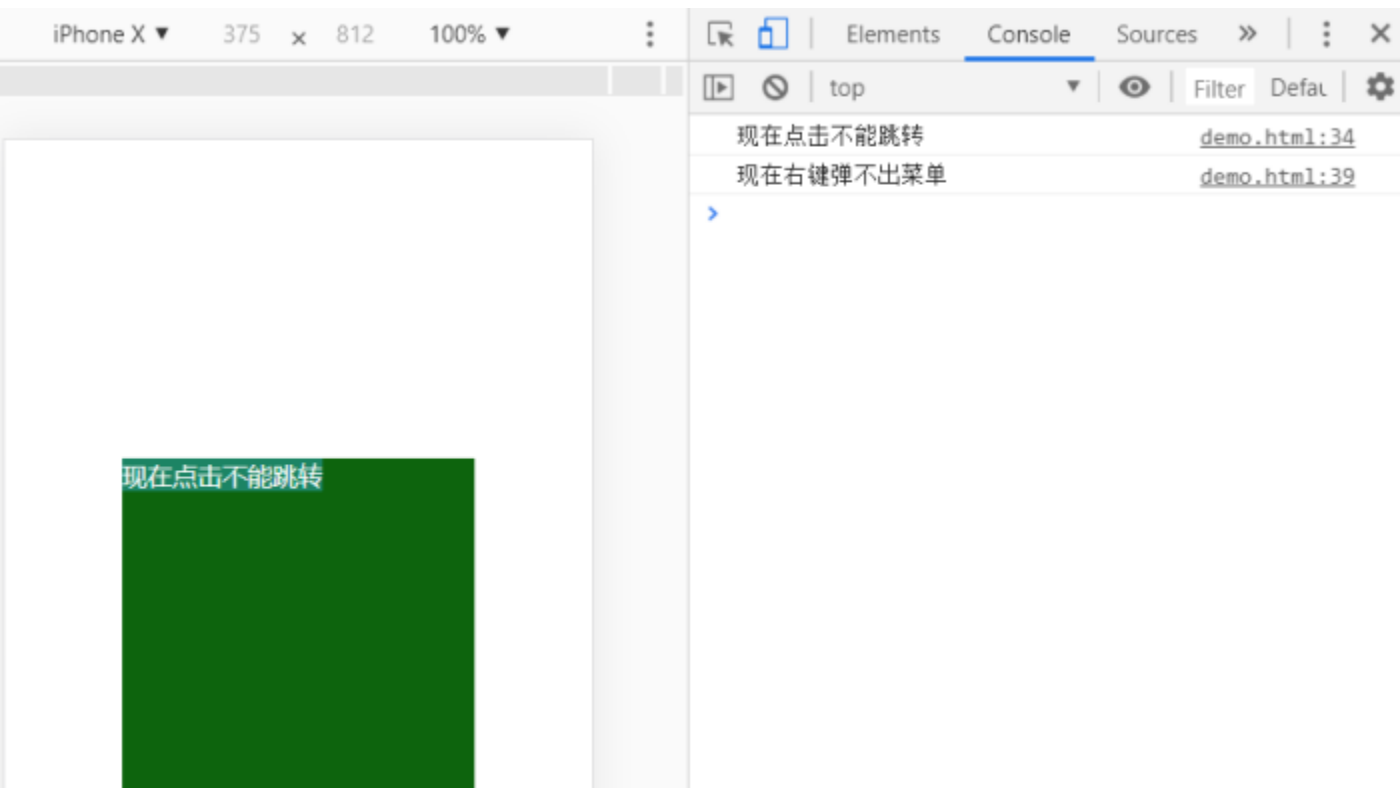 iPhone X ▼ 375 × 812 100% ▼
Elements Console Sources »
top ▼ Filter Defau
现在点击不能跳转 demo.html:34
现在右键弹不出菜单 demo.html:39
现在点击不能跳转